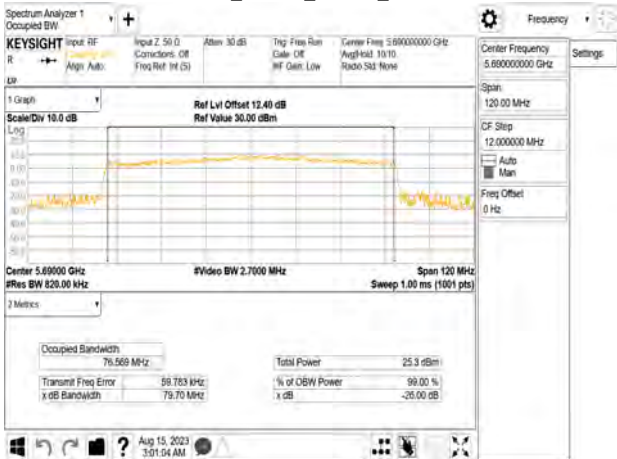 Spectrum Analyzer 1
Occupied BW
Frequency
KEYSIGHT Input: RF
Input Z: 50 Ω
Atten: 30 dB
Trig: Free Run
Center Freq: 5.690000000 GHz
R
Corrections: Off
Gate: Off
Avg|Hold: 10/10
Align: Auto
Freq Ref: Int (S)
#IF Gain: Low
Radio Std: None
Center Frequency
5.690000000 GHz
Settings
Span
120.00 MHz
CF Step
12.000000 MHz
Auto
Man
Freq Offset
0 Hz
1 Graph
Scale/Div 10.0 dB
Ref Lvl Offset 12.40 dB
Ref Value 30.00 dBm
Log
0.00
Center 5.69000 GHz
#Video BW 2.7000 MHz
Span 120 MHz
#Res BW 820.00 kHz
Sweep 1.00 ms (1001 pts)
2 Metrics
Occupied Bandwidth
76.569 MHz
Total Power
25.3 dBm
Transmit Freq Error
59.783 kHz
% of OBW Power
99.00 %
x dB Bandwidth
79.70 MHz
x dB
-26.00 dB
?
Aug 15, 2023
3:01:04 AM